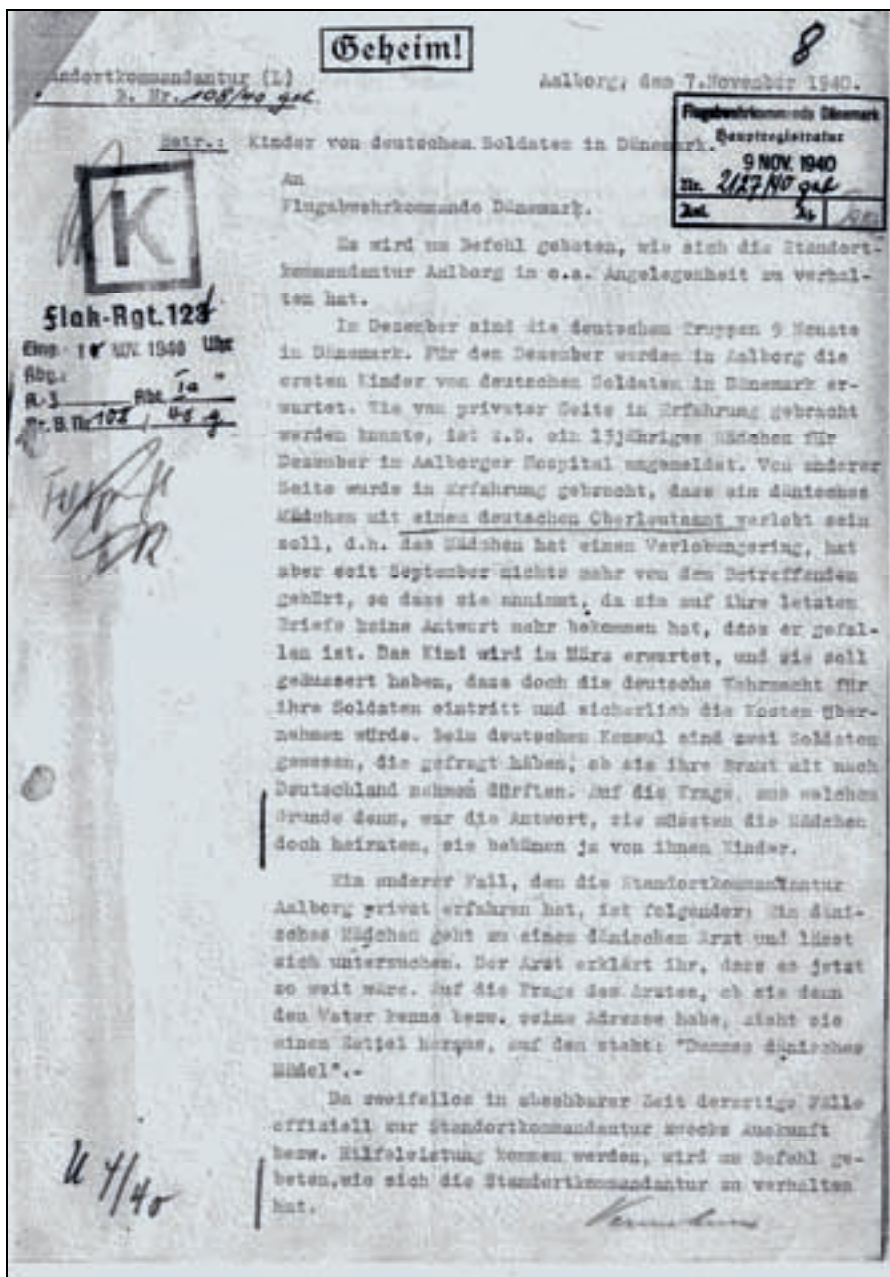 Geheim!
8
andortkommandantur (L)
Aalborg, den 7.November 1940.
B. Nr. 108/40 geh
Flugabwehrkommando Dänemark
Hauptregistratur
9 NOV. 1940
Nr. 2127/40 geh
Betr.: Kinder von deutschen Soldaten in Dänemark.
An
Flugabwehrkommando Dänemark.
K
Flak-Rgt.123
Eing. NOV. 1940 Uhr
Abg.:
Abt. Ia
Br. B. Nr. 108
Es wird um Befehl gebeten, wie sich die Standort-
kommandantur Aalborg in o.a. Angelegenheit zu verhal-
ten hat.
Im Dezember sind die deutschen Truppen 9 Monate
in Dänemark. Für den Dezember werden in Aalborg die
ersten Kinder von deutschen Soldaten in Dänemark er-
wartet. Wie von privater Seite in Erfahrung gebracht
werden konnte, ist z.B. ein 15jähriges Mädchen für
Dezember im Aalborger Hospital angemeldet. Von anderer
Seite wurde in Erfahrung gebracht, dass ein dänisches
Mädchen mit einem deutschen Oberleutnant verlobt sein
soll, d.h. das Mädchen hat einen Verlobungsring, hat
aber seit September nichts mehr von dem Betreffenden
gehört, so dass sie annimmt, da sie auf ihre letzten
Briefe keine Antwort mehr bekommen hat, dass er gefal-
len ist. Das Kind wird im März erwartet, und sie soll
geäussert haben, dass doch die deutsche Wehrmacht für
ihre Soldaten eintritt und sicherlich die Kosten über-
nehmen würde. Beim deutschen Konsul sind zwei Soldaten
gewesen, die gefragt haben, ob sie ihre Braut mit nach
Deutschland nehmen dürften. Auf die Frage, aus welchem
Grunde denn, war die Antwort, sie müssten die Mädchen
doch heiraten, sie bekämen ja von ihnen Kinder.
Ein anderer Fall, den die Standortkommandantur
Aalborg privat erfahren hat, ist folgender: Ein däni-
sches Mädchen geht zu einem dänischen Arzt und lässt
sich untersuchen. Der Arzt erklärt ihr, dass es jetzt
so weit wäre. Auf die Frage des Arztes, ob sie denn
den Vater kenne bezw. seine Adresse habe, zieht sie
einen Zettel heraus, auf dem steht: "Dummes dänisches
Mädel".-
Da zweifellos in absehbarer Zeit derartige Fälle
offiziell zur Standortkommandantur zwecks Auskunft
bezw. Hilfeleistung kommen werden, wird um Befehl ge-
beten,wie sich die Standortkommandantur zu verhalten
hat.